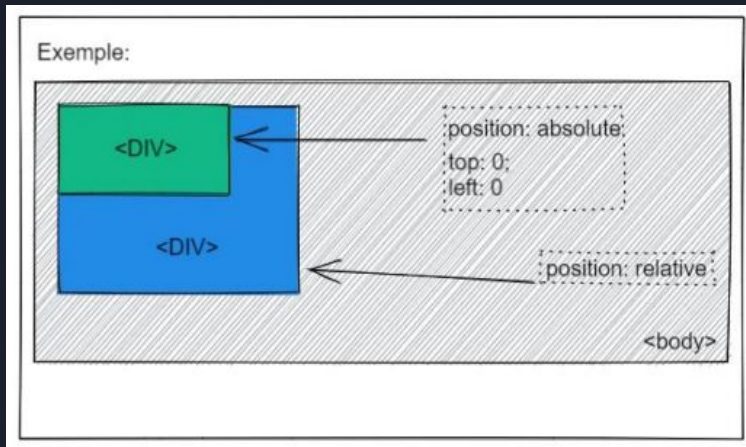 Exemple:
<DIV>
position: absolute;
top: 0;
left: 0
<DIV>
position: relative
<body>